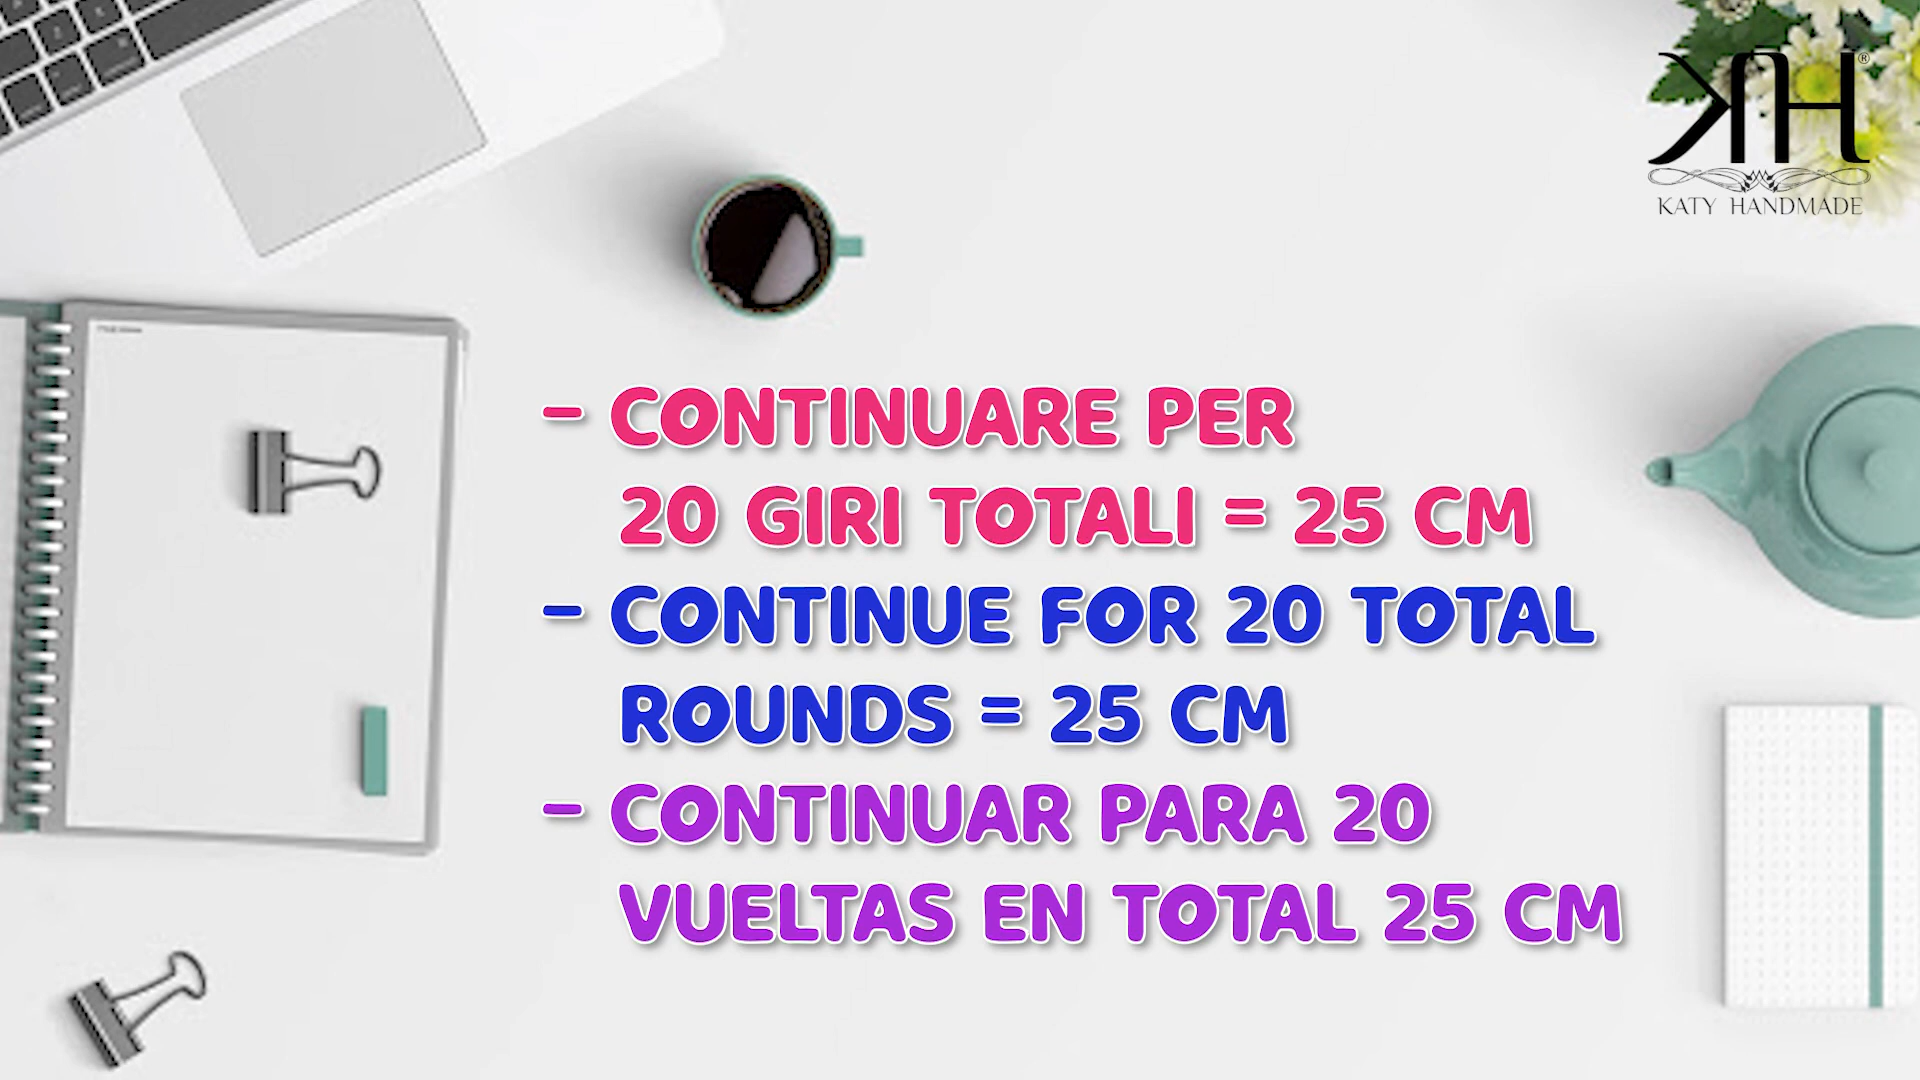 KH®
KATY HANDMADE
- CONTINUARE PER
20 GIRI TOTALI = 25 CM
- CONTINUE FOR 20 TOTAL
ROUNDS = 25 CM
- CONTINUAR PARA 20
VUELTAS EN TOTAL 25 CM